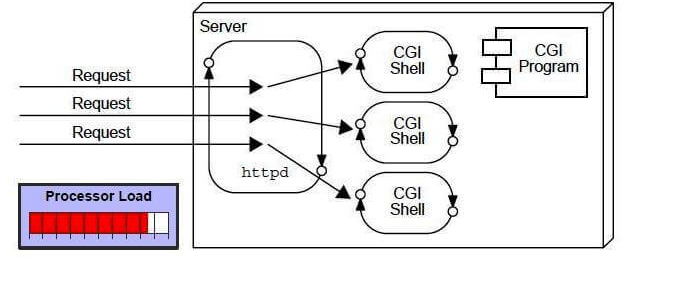 Server
CGI
Shell
CGI
Program
Request
Request
Request
CGI
Shell
httpd
Processor Load
CGI
Shell